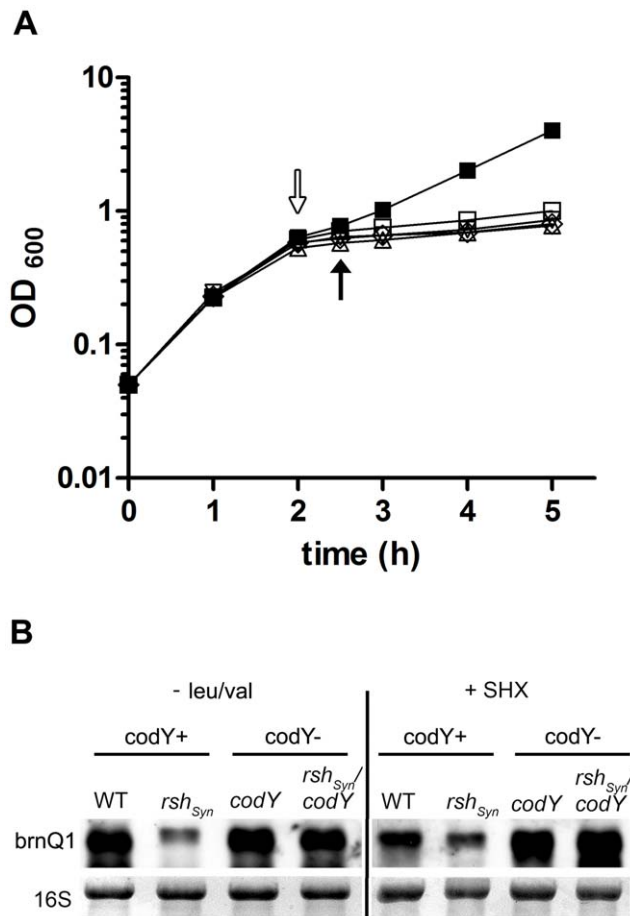 A
10
1
0.1
0.01
OD 600
0 1 2 3 4 5
time (h)
B
- leu/val + SHX
codY+ codY- codY+ codY-
WT rshSyn codY rshSyn/ codY WT rshSyn codY rshSyn/ codY
brnQ1
16S